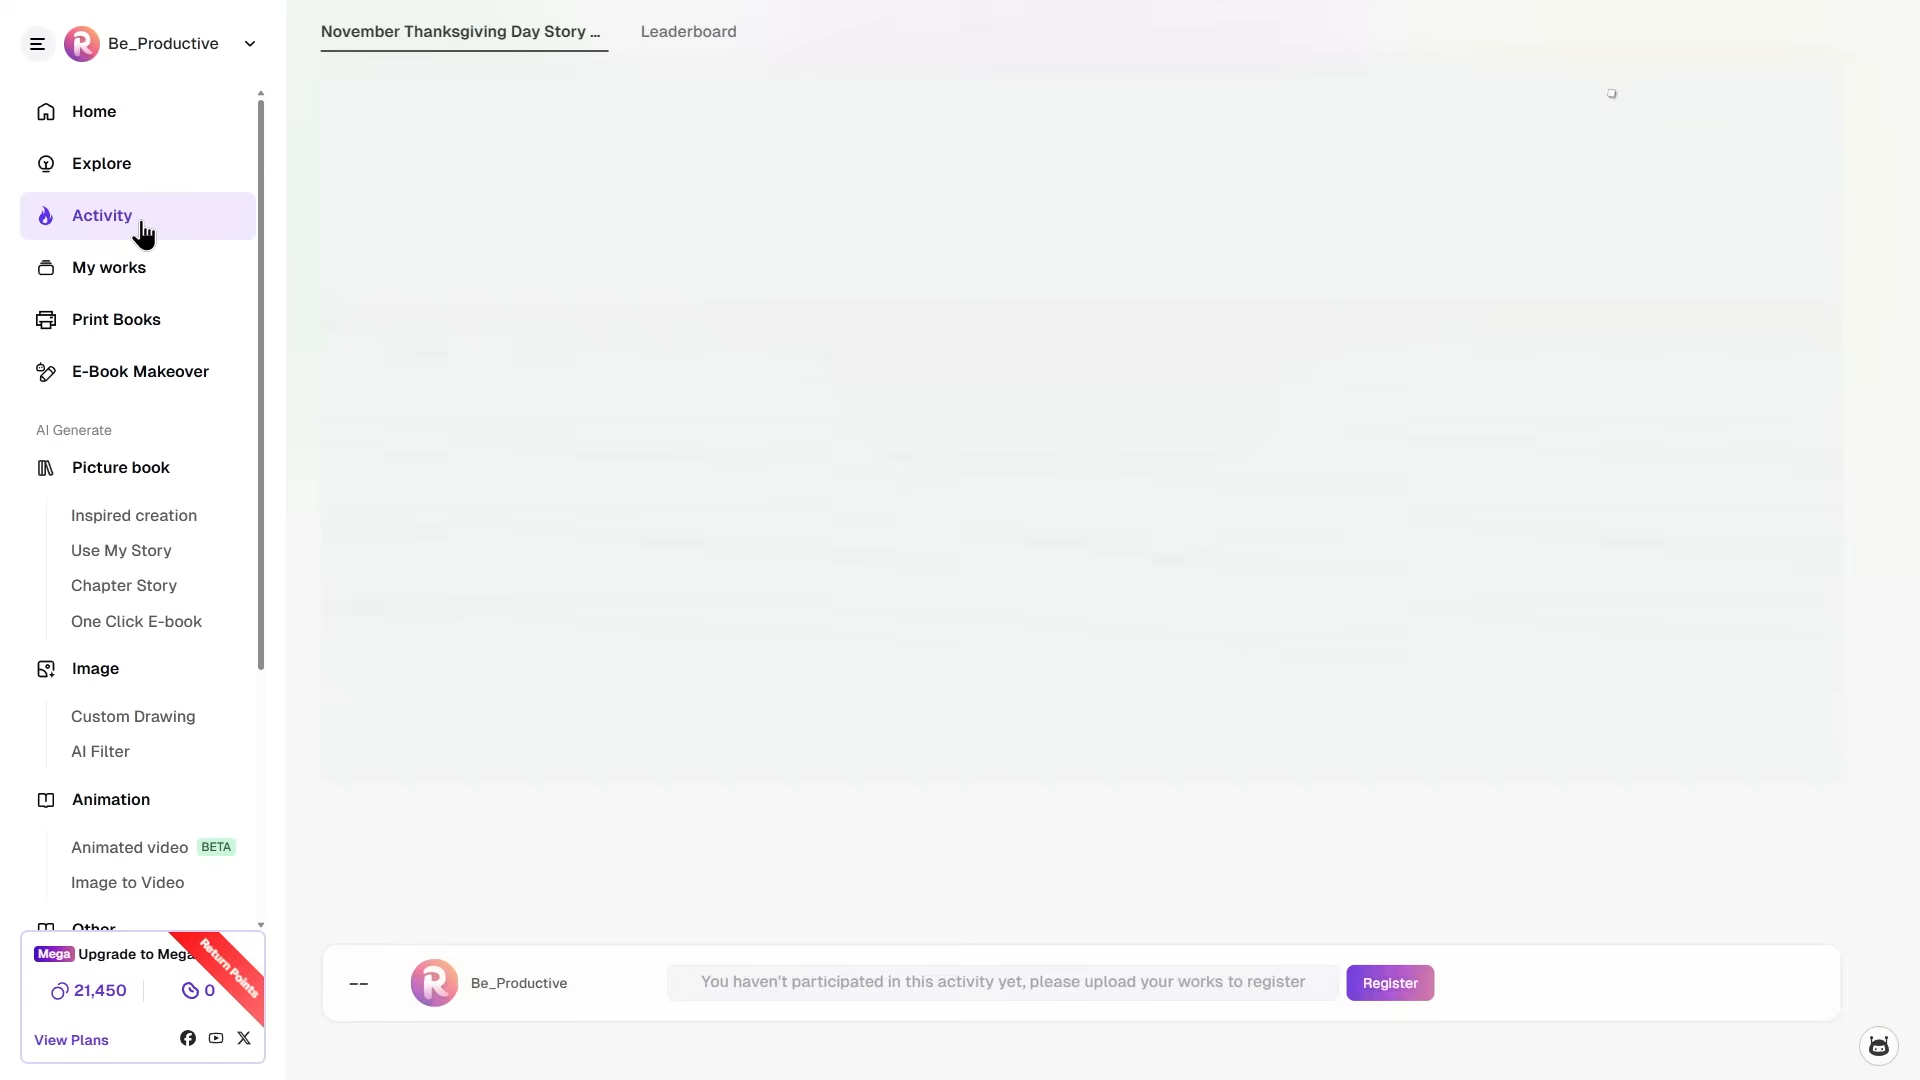 Be_Productive
November Thanksgiving Day Story ...
Leaderboard
Home
Explore
Activity
My works
Print Books
E-Book Makeover
AI Generate
Picture book
Inspired creation
Use My Story
Chapter Story
One Click E-book
Image
Custom Drawing
AI Filter
Animation
Animated video BETA
Image to Video
Other
Mega Upgrade to Mega
Return Points
21,450
0
View Plans
--
Be_Productive
You haven't participated in this activity yet, please upload your works to register
Register